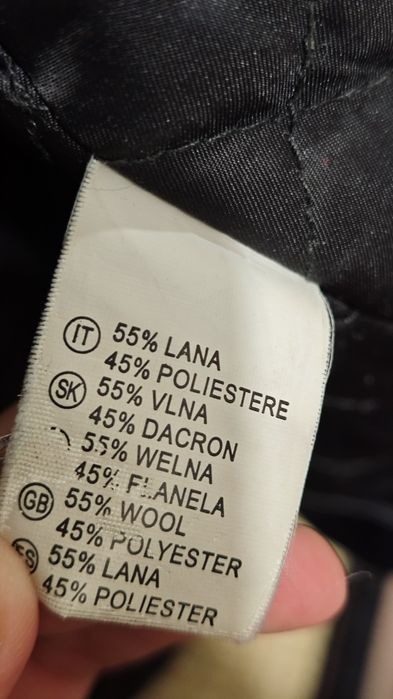 IT 55% LANA
45% POLIESTERE
SK 55% VLNA
45% DACRON
55% WELNA
45% FLANELA
GB 55% WOOL
45% POLYESTER
ES 55% LANA
45% POLIESTER